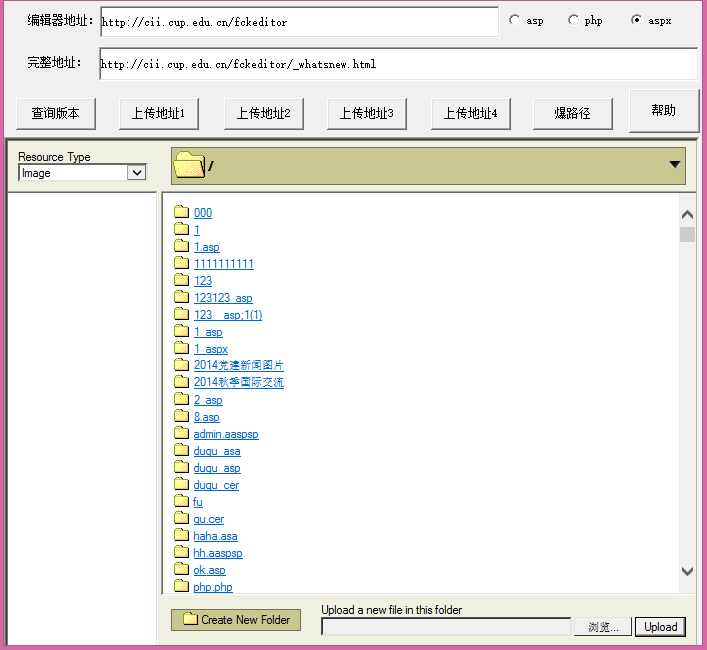 编辑器地址： http://cii.cup.edu.cn/fckeditor asp php aspx
完整地址： http://cii.cup.edu.cn/fckeditor/_whatsnew.html
查询版本 上传地址1 上传地址2 上传地址3 上传地址4 爆路径 帮助
Resource Type
Image
/
000
1
1.asp
1111111111
123
123123_asp
123__asp;1(1)
1_asp
1_aspx
2014党建新闻图片
2014秋季国际交流
2_asp
8.asp
admin.aaspsp
dugu_asa
dugu_asp
dugu_cer
fu
gu.cer
haha.asa
hh.aaspsp
ok.asp
php.php
Create New Folder
Upload a new file in this folder
浏览... Upload